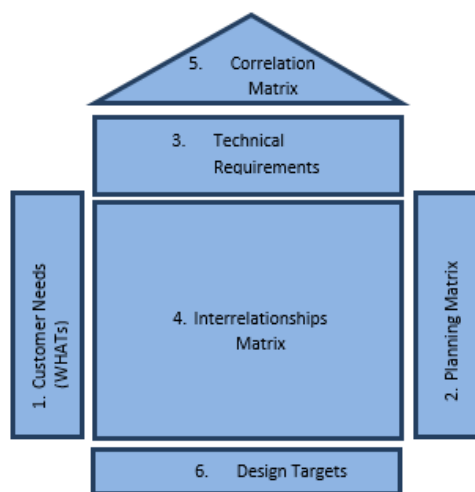 5. Correlation
Matrix
3. Technical
Requirements
1. Customer Needs
(WHATs)
4. Interrelationships
Matrix
2. Planning Matrix
6. Design Targets